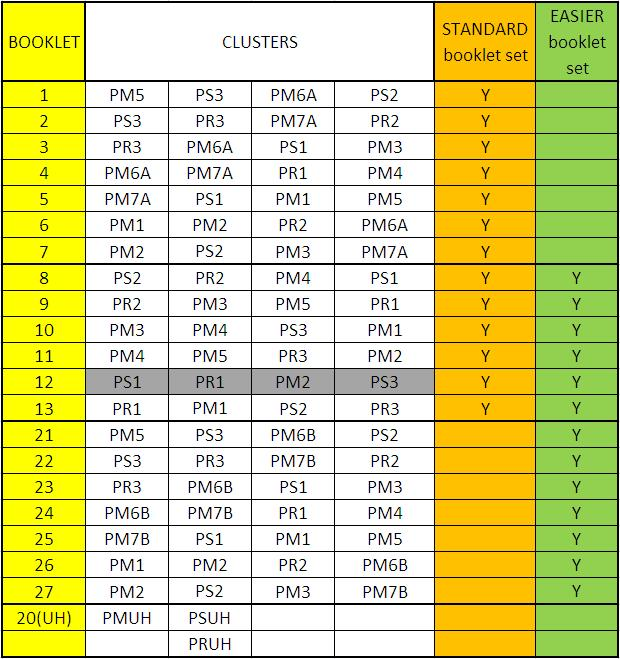 BOOKLET CLUSTERS STANDARD booklet set EASIER booklet set
1 PM5 PS3 PM6A PS2 Y
2 PS3 PR3 PM7A PR2 Y
3 PR3 PM6A PS1 PM3 Y
4 PM6A PM7A PR1 PM4 Y
5 PM7A PS1 PM1 PM5 Y
6 PM1 PM2 PR2 PM6A Y
7 PM2 PS2 PM3 PM7A Y
8 PS2 PR2 PM4 PS1 Y Y
9 PR2 PM3 PM5 PR1 Y Y
10 PM3 PM4 PS3 PM1 Y Y
11 PM4 PM5 PR3 PM2 Y Y
12 PS1 PR1 PM2 PS3 Y Y
13 PR1 PM1 PS2 PR3 Y Y
21 PM5 PS3 PM6B PS2 Y
22 PS3 PR3 PM7B PR2 Y
23 PR3 PM6B PS1 PM3 Y
24 PM6B PM7B PR1 PM4 Y
25 PM7B PS1 PM1 PM5 Y
26 PM1 PM2 PR2 PM6B Y
27 PM2 PS2 PM3 PM7B Y
20(UH) PMUH PSUH
PRUH